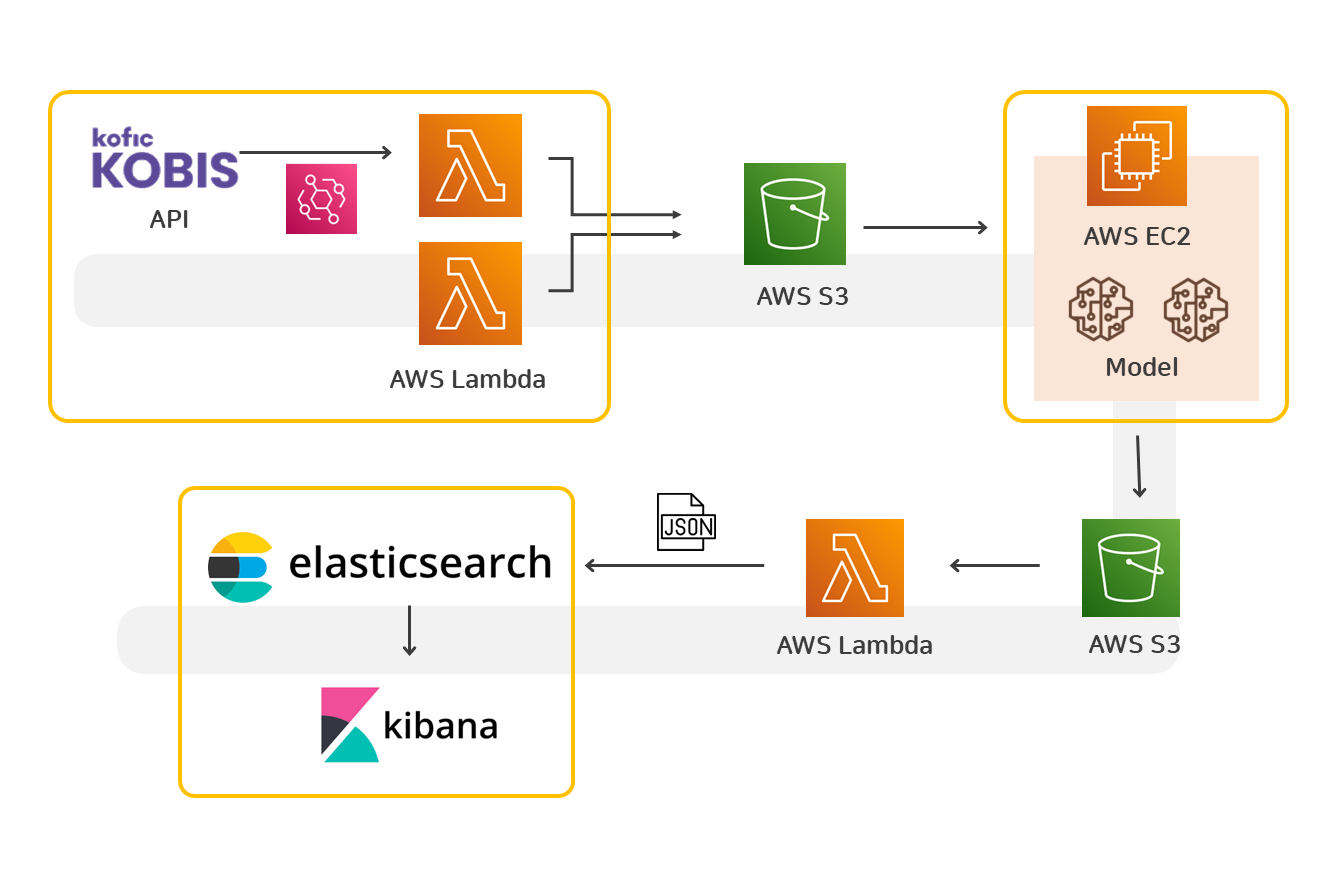 kofic
KOBIS
API
AWS Lambda
AWS S3
AWS EC2
Model
elasticsearch
JSON
AWS Lambda
AWS S3
kibana